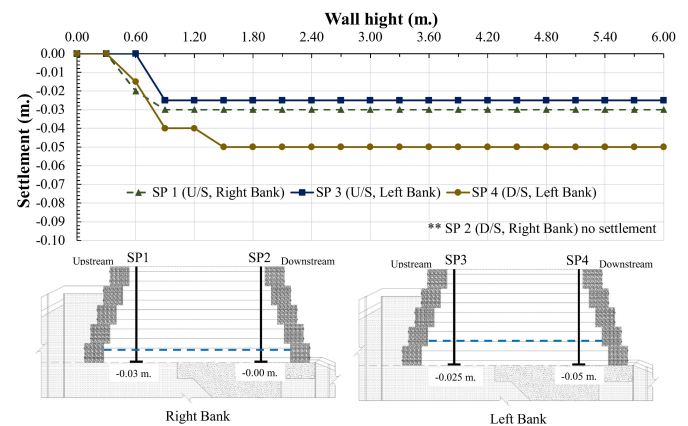 Wall hight (m.)
0.00 0.60 1.20 1.80 2.40 3.00 3.60 4.20 4.80 5.40 6.00
Settlement (m.)
0.00
-0.01
-0.02
-0.03
-0.04
-0.05
-0.06
-0.07
-0.08
-0.09
-0.10
SP 1 (U/S, Right Bank) SP 3 (U/S, Left Bank) SP 4 (D/S, Left Bank)
** SP 2 (D/S, Right Bank) no settlement
Upstream SP1 SP2 Downstream
-0.03 m. -0.00 m.
Right Bank
Upstream SP3 SP4 Downstream
-0.025 m. -0.05 m.
Left Bank